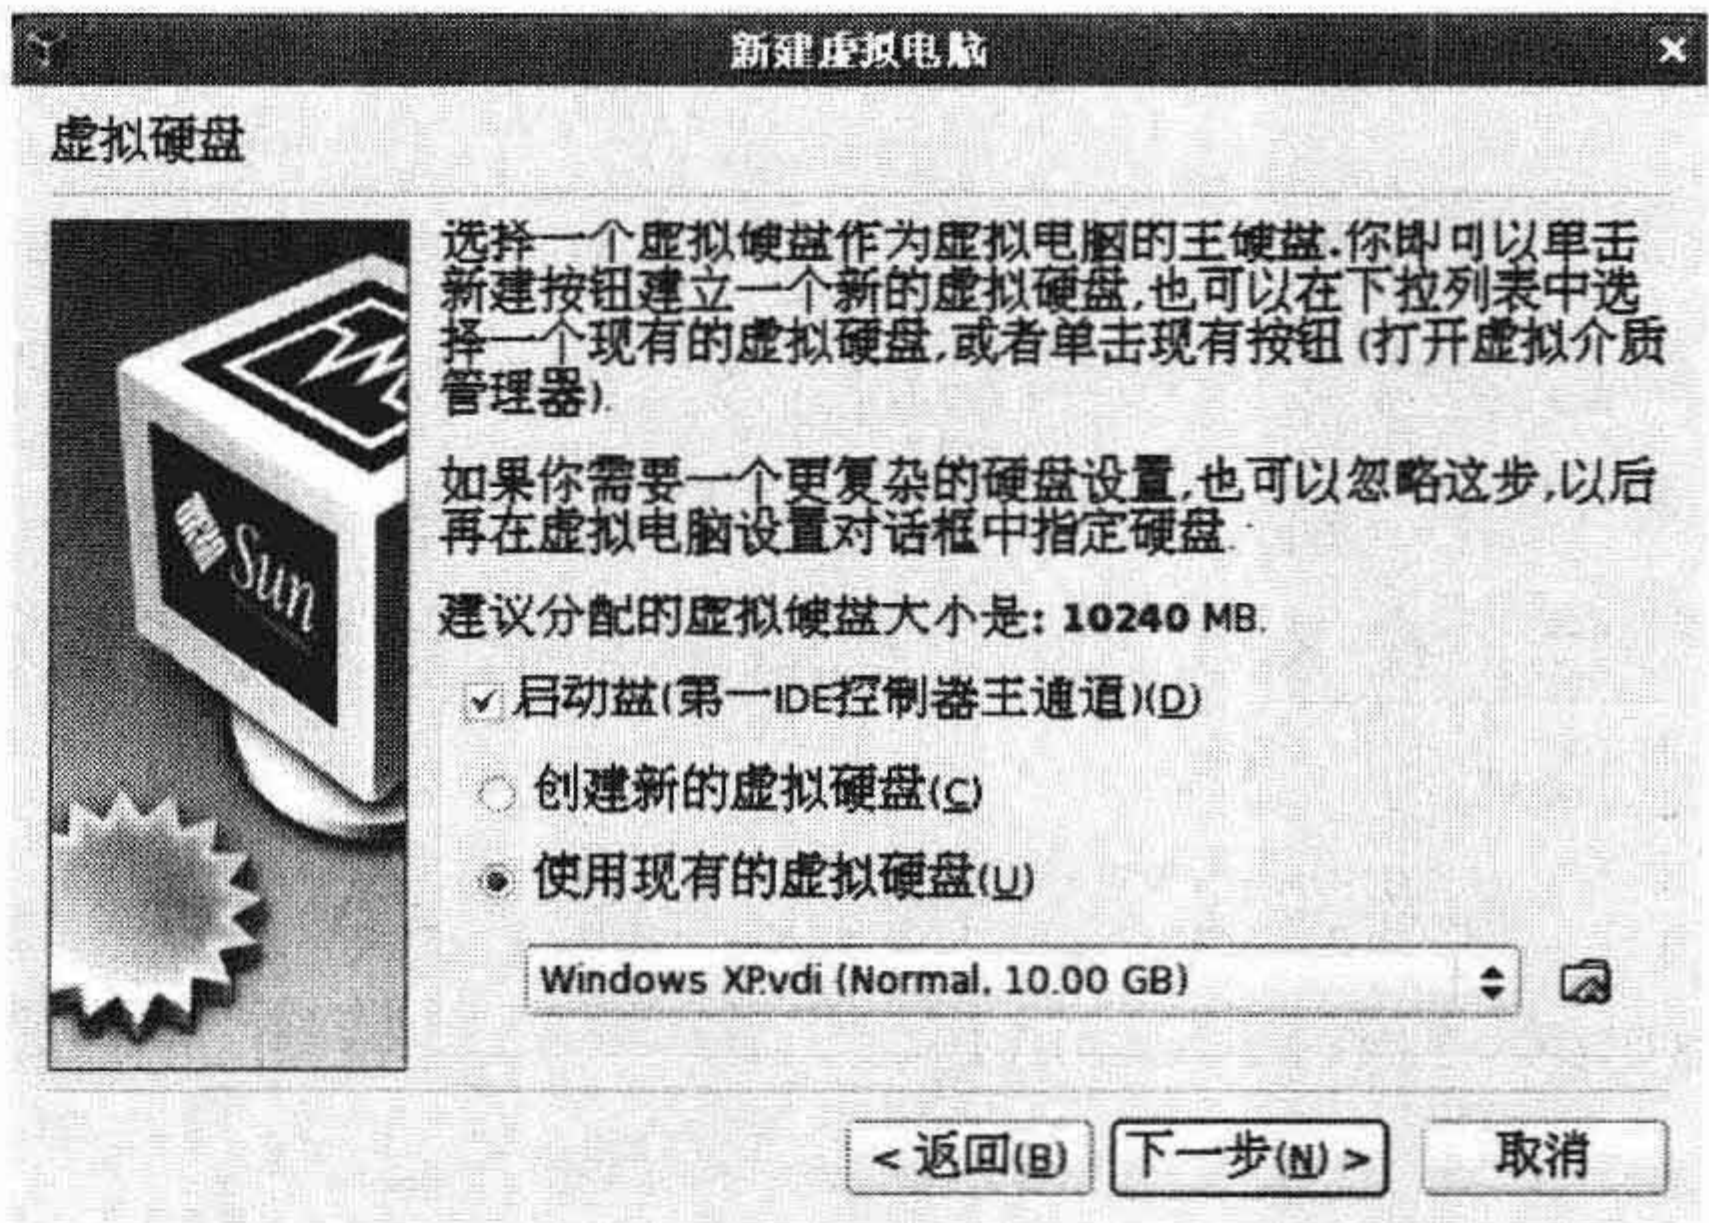 新建虚拟电脑
虚拟硬盘
选择一个虚拟硬盘作为虚拟电脑的主硬盘.你即可以单击
新建按钮建立一个新的虚拟硬盘,也可以在下拉列表中选
择一个现有的虚拟硬盘,或者单击现有按钮 (打开虚拟介质
管理器).
如果你需要一个更复杂的硬盘设置,也可以忽略这步,以后
再在虚拟电脑设置对话框中指定硬盘.
建议分配的虚拟硬盘大小是: 10240 MB.
启动盘(第一IDE控制器主通道)(D)
创建新的虚拟硬盘(C)
使用现有的虚拟硬盘(U)
Windows XP.vdi (Normal, 10.00 GB)
< 返回(B) 下一步(N) > 取消
Sun